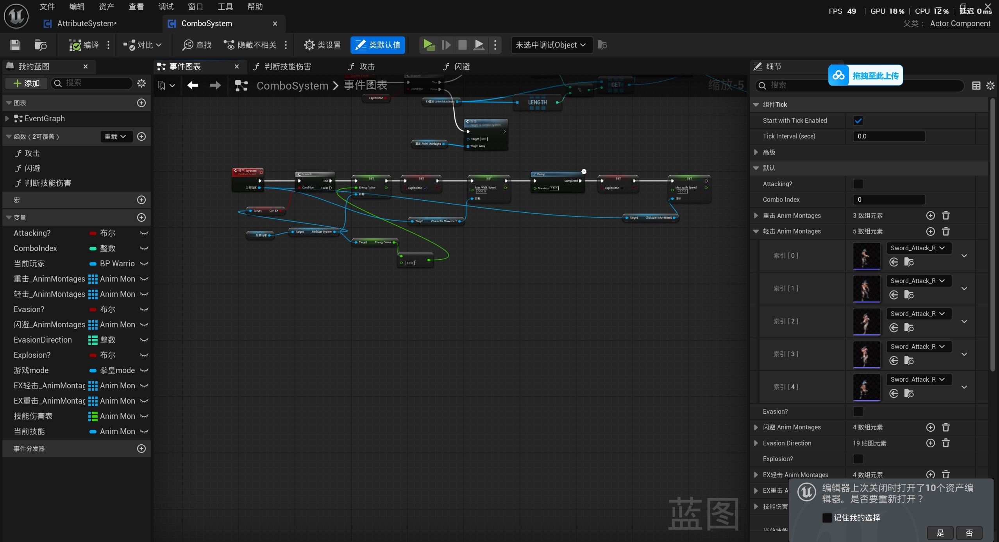 文件 编辑 资产 查看 调试 窗口 工具 帮助
FPS 49 | GPU 18% | CPU 12% | 延迟 0ms
AttributeSystem*
ComboSystem
父类： Actor Component
编译
对比
查找
隐藏不相关
类设置
类默认值
未选中调试Object
我的蓝图
添加
搜索
图表
EventGraph
函数（2可覆盖）
重载
攻击
闪避
判断技能伤害
宏
变量
Attacking? 布尔
ComboIndex 整数
当前玩家 BP Warrio
重击_AnimMontages Anim Mon
轻击_AnimMontages Anim Mon
Evasion? 布尔
闪避_AnimMontages Anim Mon
EvasionDirection 整数
Explosion? 布尔
游戏mode 拳皇mode
EX轻击_AnimMontag Anim Mon
EX重击_AnimMontag Anim Mon
技能伤害表 Anim Mon
当前技能 Anim Mon
事件分发器
事件图表
判断技能伤害
攻击
闪避
ComboSystem > 事件图表
缩放-5
Custom Event
Branch
True
Condition False
Explosion?
EX重击 Anim Montages
LENGTH
%
GET
攻击
Target is Combo System
Target self
Target Array
重击 Anim Montages
爆气_System
Custom Event
当前玩家
Branch
True
Condition False
SET
Energy Value
目标
SET
Explosion?
SET
Max Walk Speed
600.0
目标
Delay
Completed
Duration 15.0
SET
Explosion?
SET
Max Walk Speed
400.0
目标
Target Can EX
Target Character Movement
Target Character Movement
当前玩家
Target Attribute System
Target Energy Value
-
50.0
蓝图
细节
拖拽至此上传
搜索
组件Tick
Start with Tick Enabled
Tick Interval (secs) 0.0
高级
默认
Attacking?
Combo Index 0
重击 Anim Montages 3 数组元素
轻击 Anim Montages 5 数组元素
索引 [ 0 ] Sword_Attack_R
索引 [ 1 ] Sword_Attack_R
索引 [ 2 ] Sword_Attack_R
索引 [ 3 ] Sword_Attack_R
索引 [ 4 ] Sword_Attack_R
Evasion?
闪避 Anim Montages 4 数组元素
Evasion Direction 19 贴图元素
Explosion?
EX轻击 Anim Montages 4 数组元素
EX重击 A
技能伤害
当前技能
编辑器上次关闭时打开了10个资产编
辑器。是否要重新打开？
记住我的选择
是
否